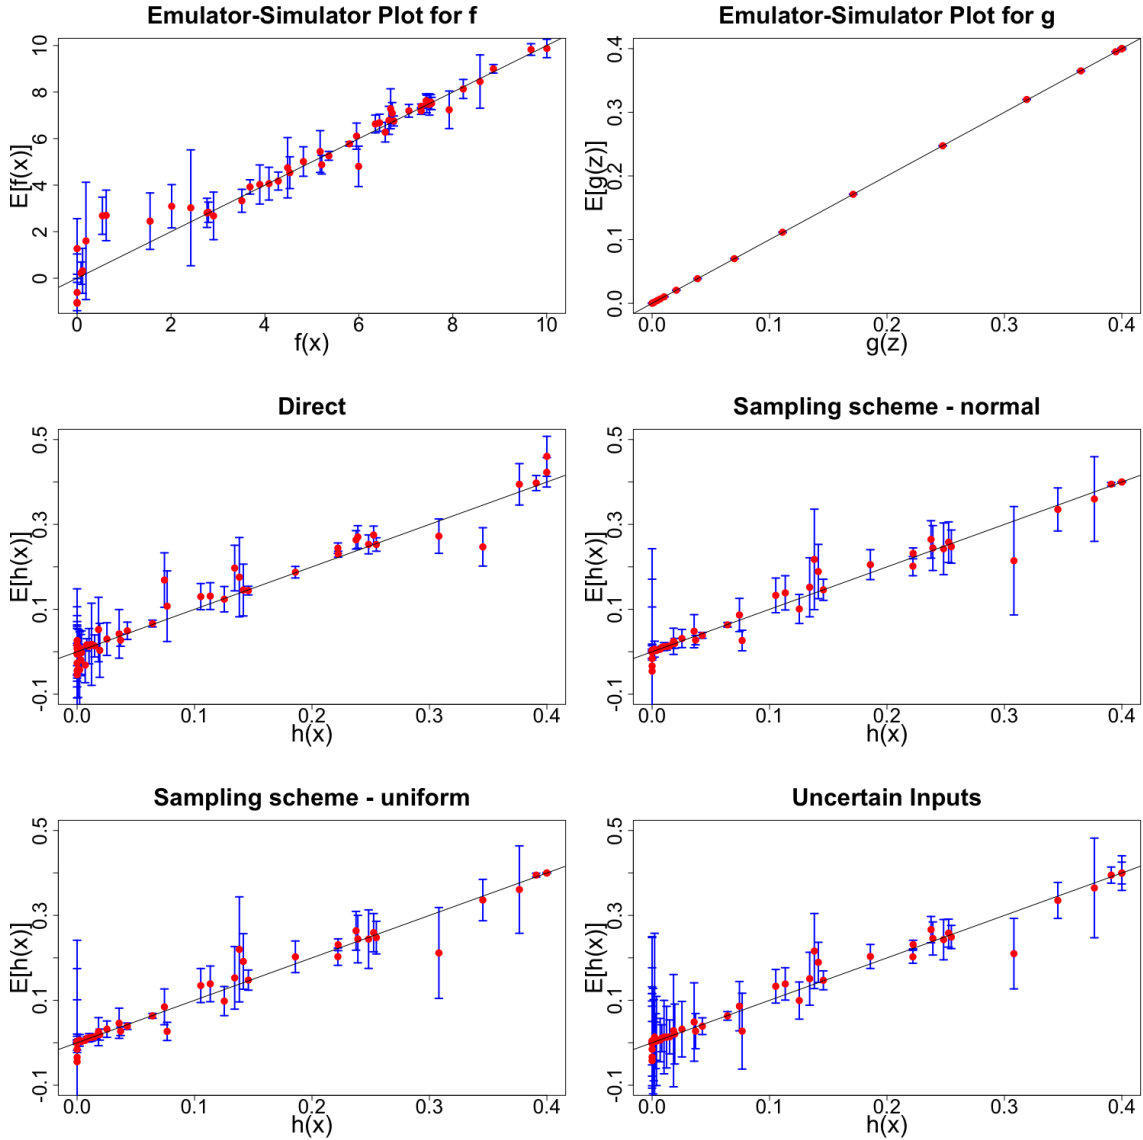 Emulator-Simulator Plot for f
E[f(x)]
10
8
6
4
2
0
0 2 4 6 8 10
f(x)
Emulator-Simulator Plot for g
E[g(z)]
0.4
0.3
0.2
0.1
0.0
0.0 0.1 0.2 0.3 0.4
g(z)
Direct
E[h(x)]
0.5
0.3
0.1
-0.1
0.0 0.1 0.2 0.3 0.4
h(x)
Sampling scheme - normal
E[h(x)]
0.5
0.3
0.1
-0.1
0.0 0.1 0.2 0.3 0.4
h(x)
Sampling scheme - uniform
E[h(x)]
0.5
0.3
0.1
-0.1
0.0 0.1 0.2 0.3 0.4
h(x)
Uncertain Inputs
E[h(x)]
0.5
0.3
0.1
-0.1
0.0 0.1 0.2 0.3 0.4
h(x)